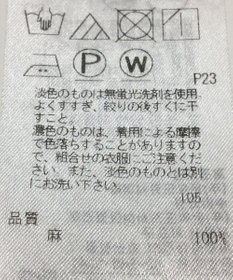 P W
P23
淡色のものは無蛍光洗剤を使用
よくすすぎ、絞りの後すぐに干
すこと。
濃色のものは、着用による摩擦
で色落ちすることがありますの
で、組合せの衣服にご注意くだ
さい。また、淡色のものとは別
にお洗い下さい。
105
品質
麻 100%